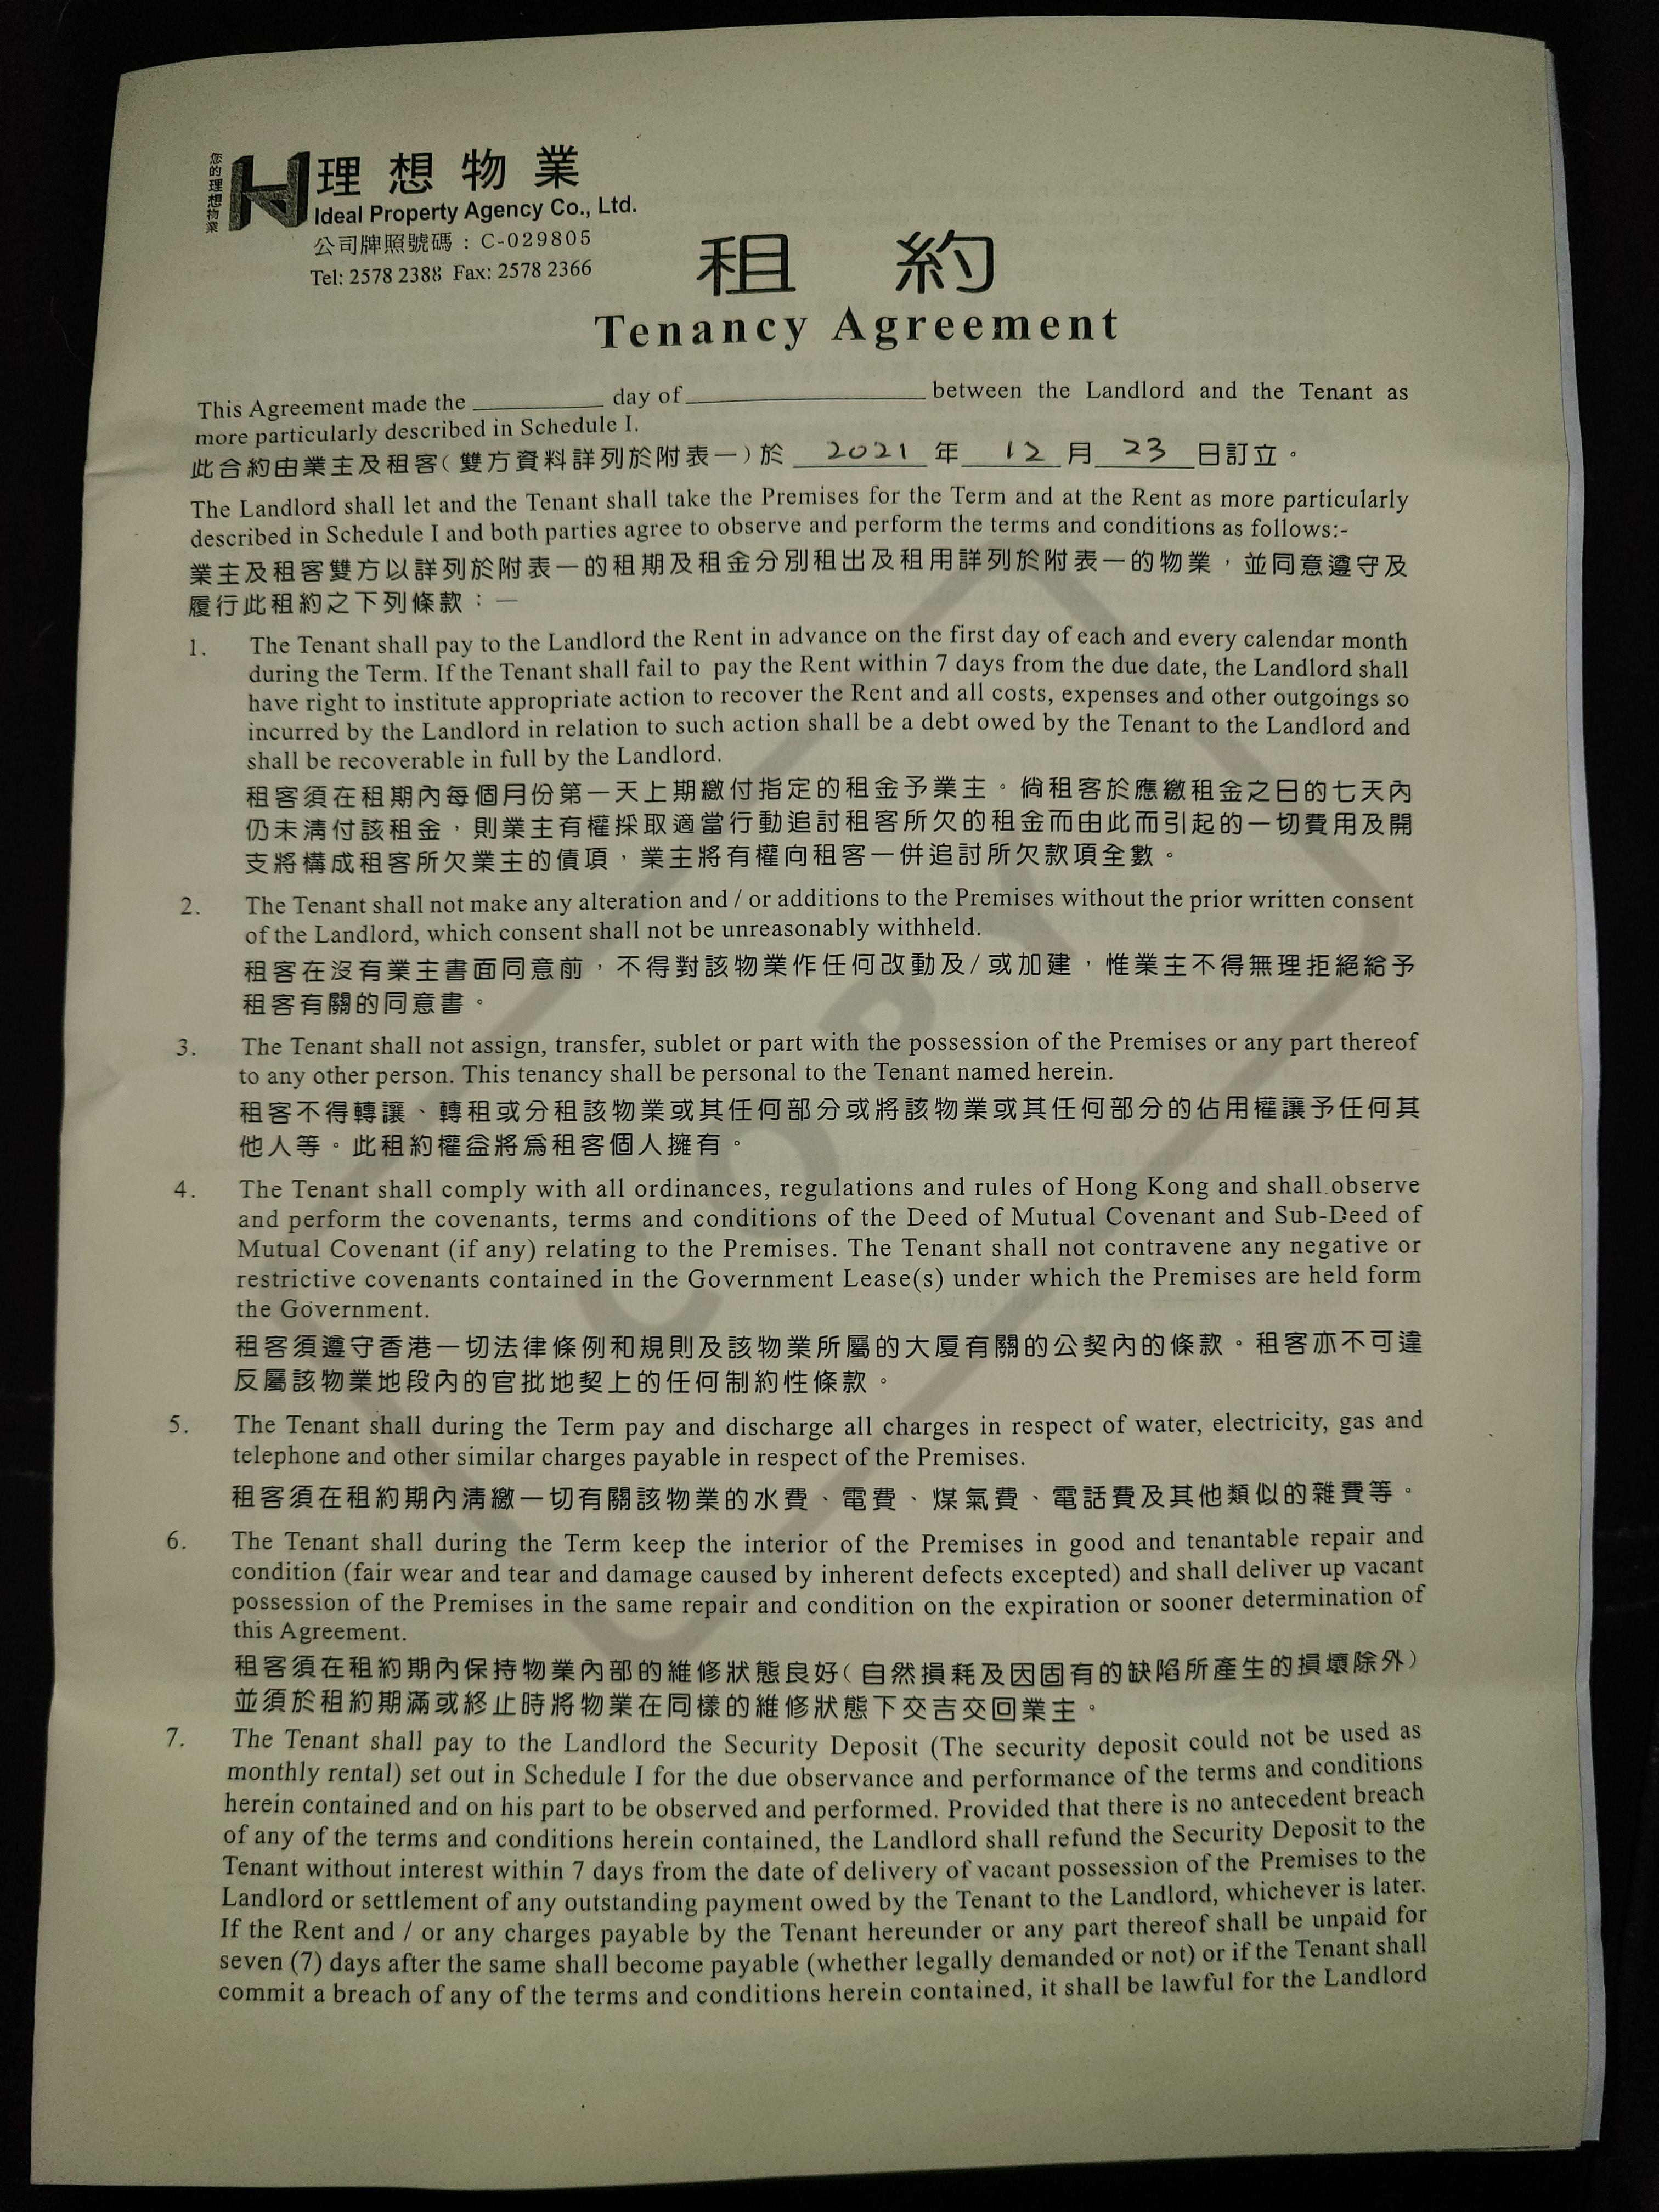 您的理想物業
理想物業
Ideal Property Agency Co., Ltd.
公司牌照號碼：C-029805
Tel: 2578 2388 Fax: 2578 2366
租 約
Tenancy Agreement
This Agreement made the __________ day of __________________ between the Landlord and the Tenant as
more particularly described in Schedule I.
此合約由業主及租客（雙方資料詳列於附表一）於 2021 年 12 月 23 日訂立。
The Landlord shall let and the Tenant shall take the Premises for the Term and at the Rent as more particularly
described in Schedule I and both parties agree to observe and perform the terms and conditions as follows:-
業主及租客雙方以詳列於附表一的租期及租金分別租出及租用詳列於附表一的物業，並同意遵守及
履行此租約之下列條款：—
1. The Tenant shall pay to the Landlord the Rent in advance on the first day of each and every calendar month
during the Term. If the Tenant shall fail to pay the Rent within 7 days from the due date, the Landlord shall
have right to institute appropriate action to recover the Rent and all costs, expenses and other outgoings so
incurred by the Landlord in relation to such action shall be a debt owed by the Tenant to the Landlord and
shall be recoverable in full by the Landlord.
租客須在租期內每個月份第一天上期繳付指定的租金予業主。倘租客於應繳租金之日的七天內
仍未清付該租金，則業主有權採取適當行動追討租客所欠的租金而由此而引起的一切費用及開
支將構成租客所欠業主的債項，業主將有權向租客一併追討所欠款項全數。
2. The Tenant shall not make any alteration and / or additions to the Premises without the prior written consent
of the Landlord, which consent shall not be unreasonably withheld.
租客在沒有業主書面同意前，不得對該物業作任何改動及/或加建，惟業主不得無理拒絕給予
租客有關的同意書。
3. The Tenant shall not assign, transfer, sublet or part with the possession of the Premises or any part thereof
to any other person. This tenancy shall be personal to the Tenant named herein.
租客不得轉讓、轉租或分租該物業或其任何部分或將該物業或其任何部分的佔用權讓予任何其
他人等。此租約權益將為租客個人擁有。
4. The Tenant shall comply with all ordinances, regulations and rules of Hong Kong and shall observe
and perform the covenants, terms and conditions of the Deed of Mutual Covenant and Sub-Deed of
Mutual Covenant (if any) relating to the Premises. The Tenant shall not contravene any negative or
restrictive covenants contained in the Government Lease(s) under which the Premises are held form
the Government.
租客須遵守香港一切法律條例和規則及該物業所屬的大廈有關的公契內的條款。租客亦不可違
反屬該物業地段內的官批地契上的任何制約性條款。
5. The Tenant shall during the Term pay and discharge all charges in respect of water, electricity, gas and
telephone and other similar charges payable in respect of the Premises.
租客須在租約期內清繳一切有關該物業的水費、電費、煤氣費、電話費及其他類似的雜費等。
6. The Tenant shall during the Term keep the interior of the Premises in good and tenantable repair and
condition (fair wear and tear and damage caused by inherent defects excepted) and shall deliver up vacant
possession of the Premises in the same repair and condition on the expiration or sooner determination of
this Agreement.
租客須在租約期內保持物業內部的維修狀態良好（自然損耗及因固有的缺陷所產生的損壞除外）
並須於租約期滿或終止時將物業在同樣的維修狀態下交吉交回業主。
7. The Tenant shall pay to the Landlord the Security Deposit (The security deposit could not be used as
monthly rental) set out in Schedule I for the due observance and performance of the terms and conditions
herein contained and on his part to be observed and performed. Provided that there is no antecedent breach
of any of the terms and conditions herein contained, the Landlord shall refund the Security Deposit to the
Tenant without interest within 7 days from the date of delivery of vacant possession of the Premises to the
Landlord or settlement of any outstanding payment owed by the Tenant to the Landlord, whichever is later.
If the Rent and / or any charges payable by the Tenant hereunder or any part thereof shall be unpaid for
seven (7) days after the same shall become payable (whether legally demanded or not) or if the Tenant shall
commit a breach of any of the terms and conditions herein contained, it shall be lawful for the Landlord
COPY